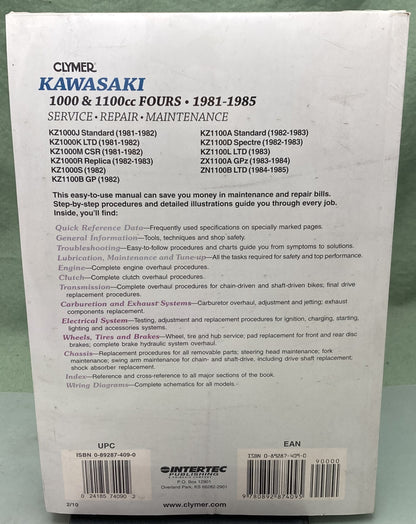 CLYMER™
KAWASAKI
1000 & 1100cc FOURS • 1981-1985
SERVICE • REPAIR • MAINTENANCE
KZ1000J Standard (1981-1982)
KZ1000K LTD (1981-1982)
KZ1000M CSR (1981-1982)
KZ1000R Replica (1982-1983)
KZ1000S (1982)
KZ1100B GP (1982)
KZ1100A Standard (1982-1983)
KZ1100D Spectre (1982-1983)
KZ1100L LTD (1983)
ZX1100A GPz (1983-1984)
ZN1100B LTD (1984-1985)
This easy-to-use manual can save you money in maintenance and repair bills.
Step-by-step procedures and detailed illustrations guide you through every job.
Inside, you'll find:
Quick Reference Data—Frequently used specifications on specially marked pages.
General Information—Tools, techniques and shop safety.
Troubleshooting—Easy-to-follow procedures and charts guide you from symptoms to solutions.
Lubrication, Maintenance and Tune-up—All the tasks required for safety and top performance.
Engine—Complete engine overhaul procedures.
Clutch—Complete clutch overhaul procedures.
Transmission—Complete overhaul procedures for chain-driven and shaft-driven bikes; final drive
replacement procedures.
Carburetion and Exhaust Systems—Carburetor overhaul, adjustment and jetting; exhaust
components replacement.
Electrical System—Testing, adjustment and replacement procedures for ignition, charging, starting,
lighting and accessories systems.
Wheels, Tires and Brakes—Wheel, tire and hub service; pad replacement for front and rear disc
brakes; complete brake hydraulic system overhaul.
Chassis—Replacement procedures for all removable parts; steering head maintenance; fork
maintenance; swing arm maintenance for chain- and shaft-drive, including drive shaft replacement;
shock absorber replacement.
Index—Reference and cross-reference to all major sections of the book.
Wiring Diagrams—Complete schematics for all models.
UPC
ISBN 0-89287-409-0
0 24185 74090 2
2/10
INTERTEC
PUBLISHING
P.O. Box 12901
Overland Park, KS 66282-2901
www.clymer.com
EAN
ISBN 0-89287-409-0
90000
9 780892 874095